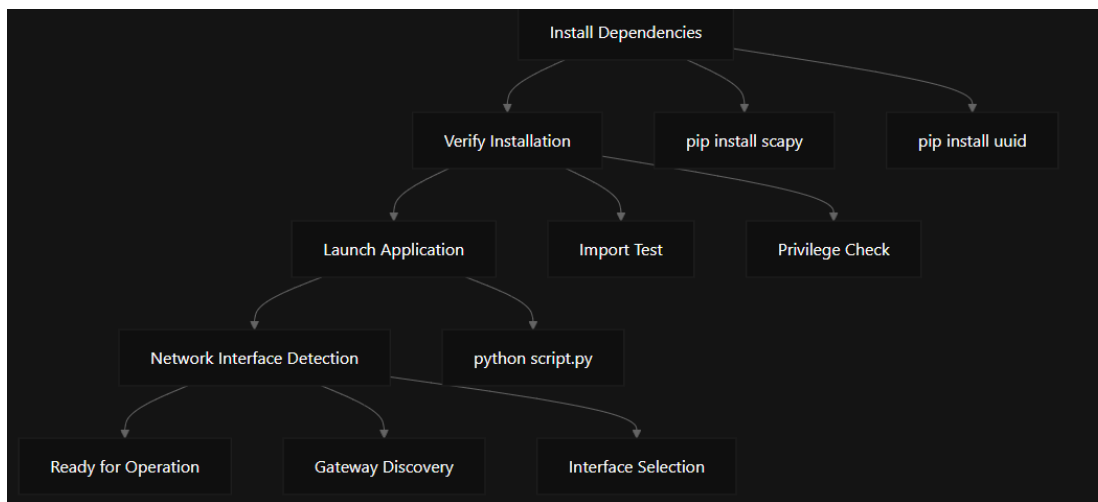 Install Dependencies
Verify Installation
pip install scapy
pip install uuid
Launch Application
Import Test
Privilege Check
Network Interface Detection
python script.py
Ready for Operation
Gateway Discovery
Interface Selection